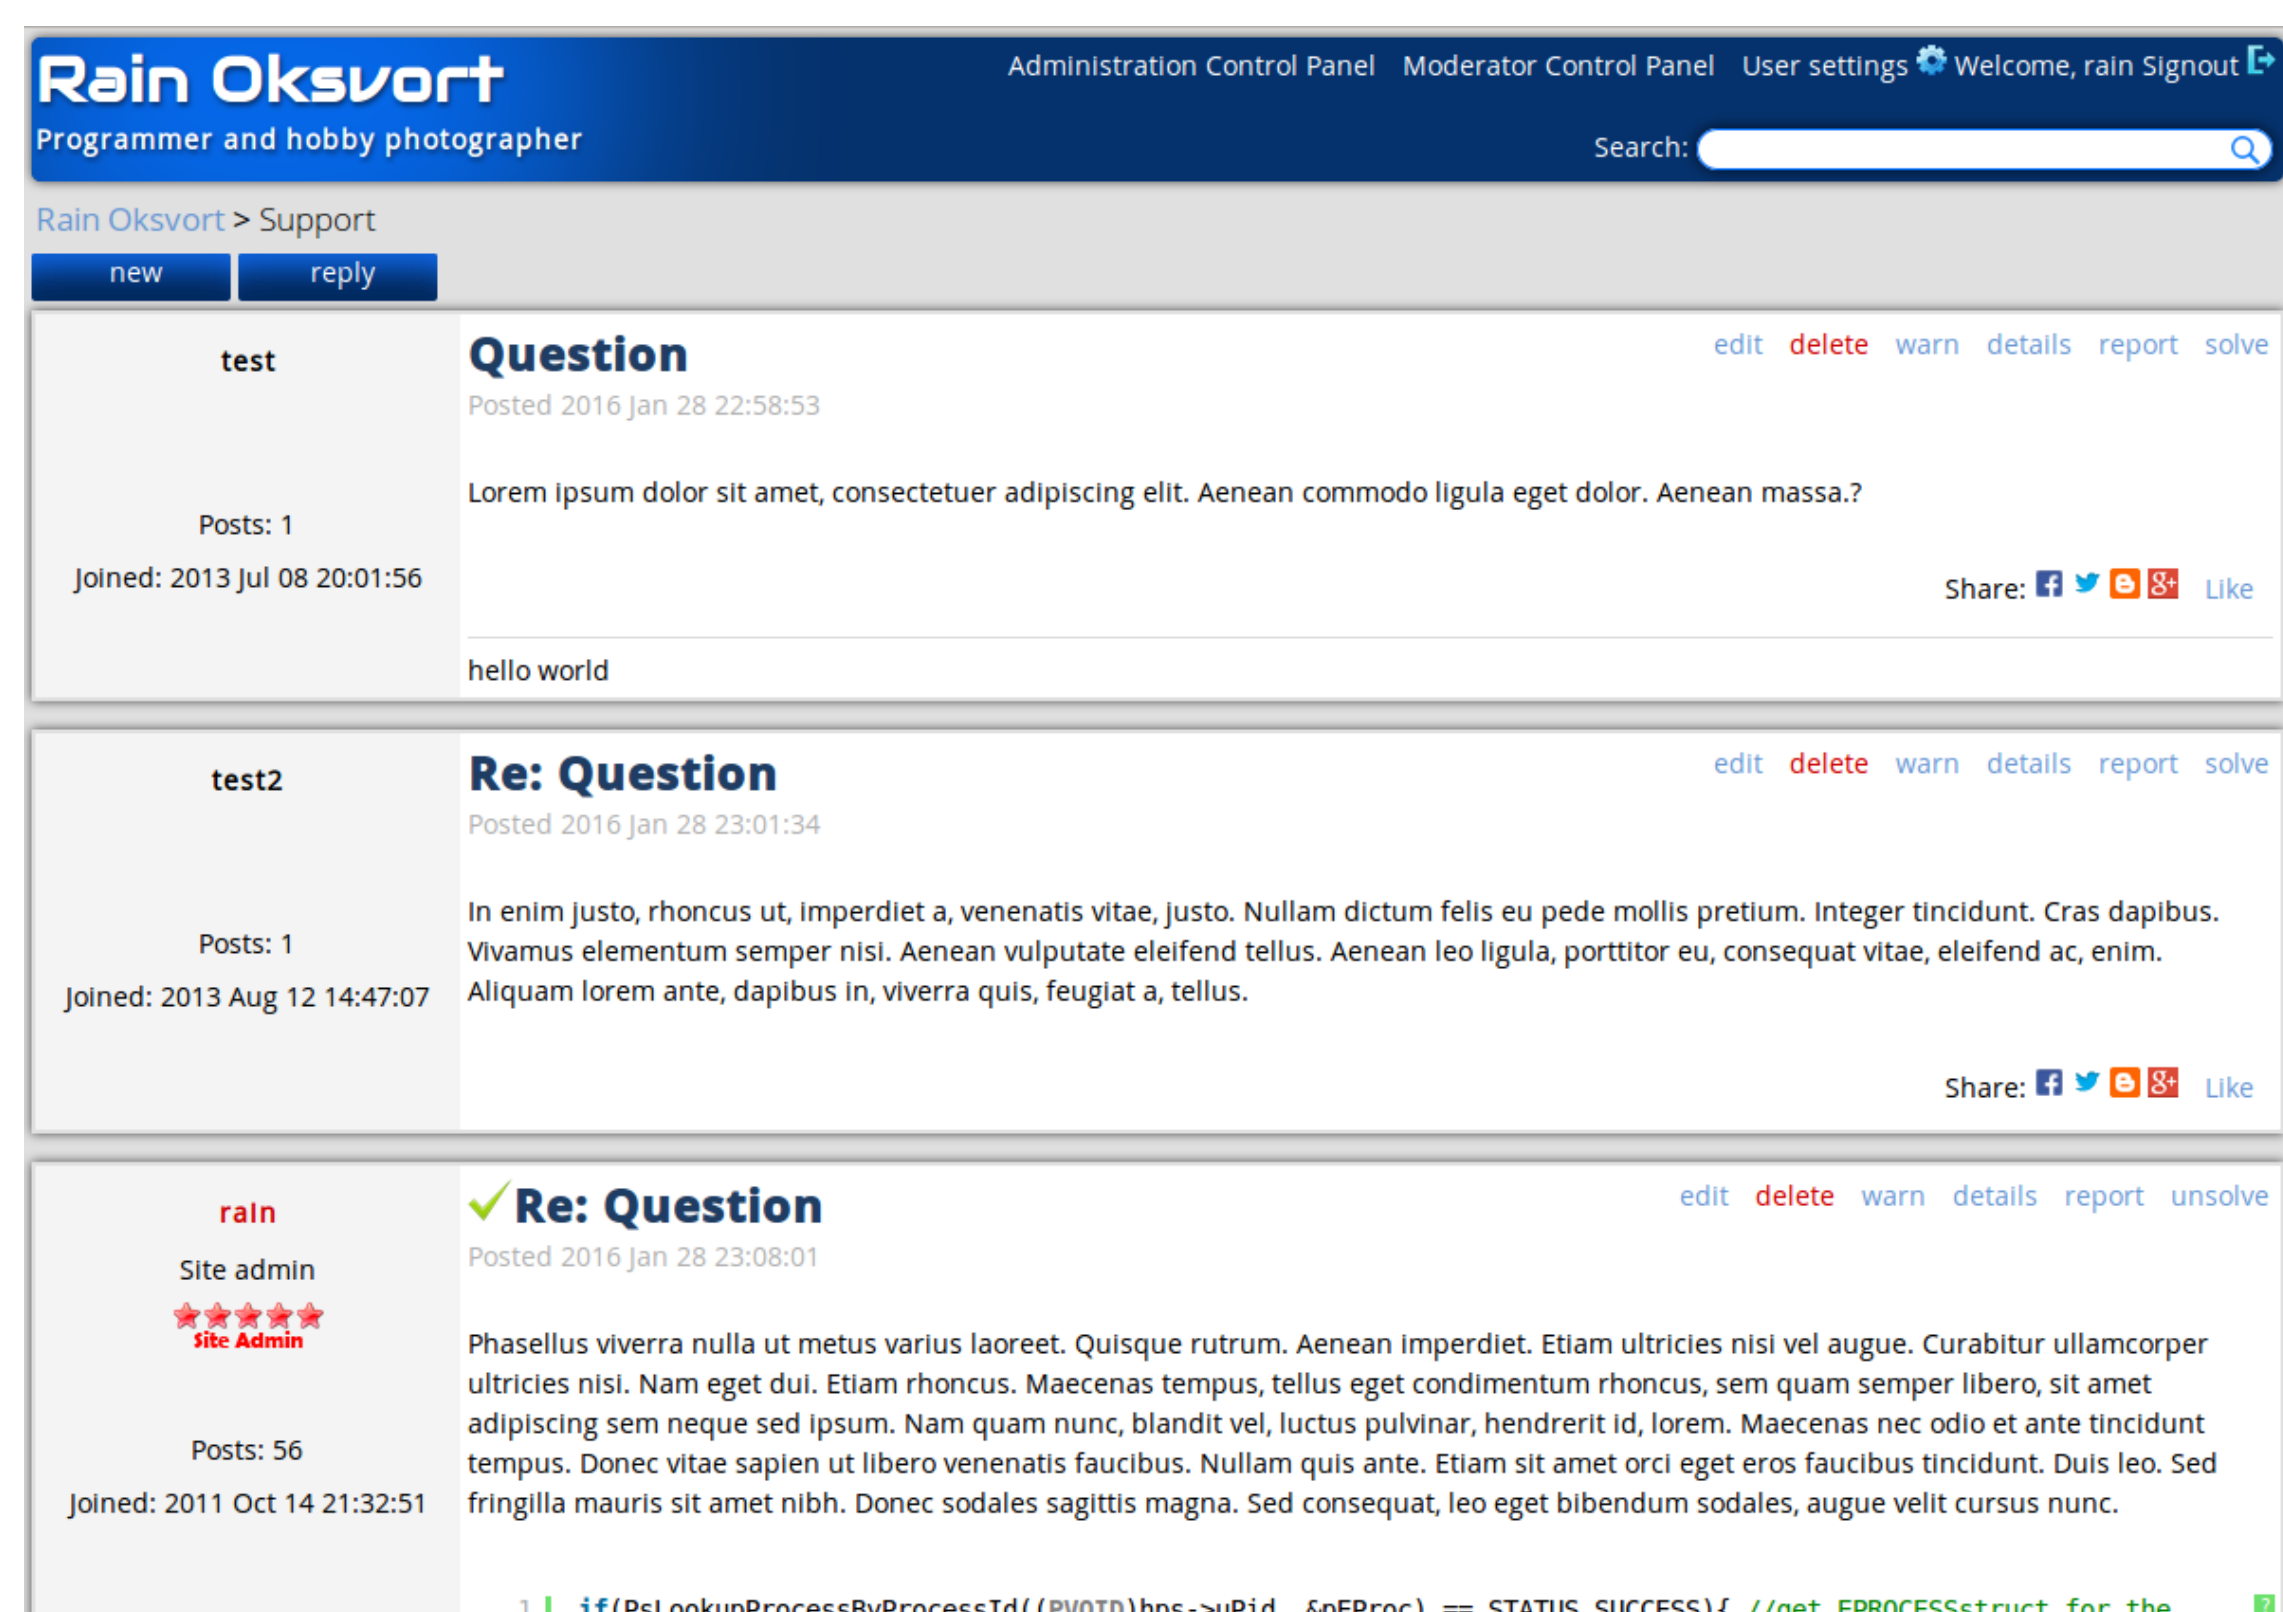 Rain Oksvort
Administration Control Panel Moderator Control Panel User settings Welcome, rain Signout
Programmer and hobby photographer
Search:
Rain Oksvort > Support
new reply
test
Question
edit delete warn details report solve
Posted 2016 Jan 28 22:58:53
Lorem ipsum dolor sit amet, consectetuer adipiscing elit. Aenean commodo ligula eget dolor. Aenean massa.?
Posts: 1
Joined: 2013 Jul 08 20:01:56
Share: Like
hello world
test2
Re: Question
edit delete warn details report solve
Posted 2016 Jan 28 23:01:34
In enim justo, rhoncus ut, imperdiet a, venenatis vitae, justo. Nullam dictum felis eu pede mollis pretium. Integer tincidunt. Cras dapibus.
Vivamus elementum semper nisi. Aenean vulputate eleifend tellus. Aenean leo ligula, porttitor eu, consequat vitae, eleifend ac, enim.
Aliquam lorem ante, dapibus in, viverra quis, feugiat a, tellus.
Posts: 1
Joined: 2013 Aug 12 14:47:07
Share: Like
raIn
Re: Question
edit delete warn details report unsolve
Posted 2016 Jan 28 23:08:01
Site admin
Site Admin
Phasellus viverra nulla ut metus varius laoreet. Quisque rutrum. Aenean imperdiet. Etiam ultricies nisi vel augue. Curabitur ullamcorper
ultricies nisi. Nam eget dui. Etiam rhoncus. Maecenas tempus, tellus eget condimentum rhoncus, sem quam semper libero, sit amet
adipiscing sem neque sed ipsum. Nam quam nunc, blandit vel, luctus pulvinar, hendrerit id, lorem. Maecenas nec odio et ante tincidunt
tempus. Donec vitae sapien ut libero venenatis faucibus. Nullam quis ante. Etiam sit amet orci eget eros faucibus tincidunt. Duis leo. Sed
fringilla mauris sit amet nibh. Donec sodales sagittis magna. Sed consequat, leo eget bibendum sodales, augue velit cursus nunc.
Posts: 56
Joined: 2011 Oct 14 21:32:51
1 if(PsLookupProcessByProcessId((PVOID)hps->uPid, &pEProc) == STATUS_SUCCESS){ //get EPROCESSstruct for the ?